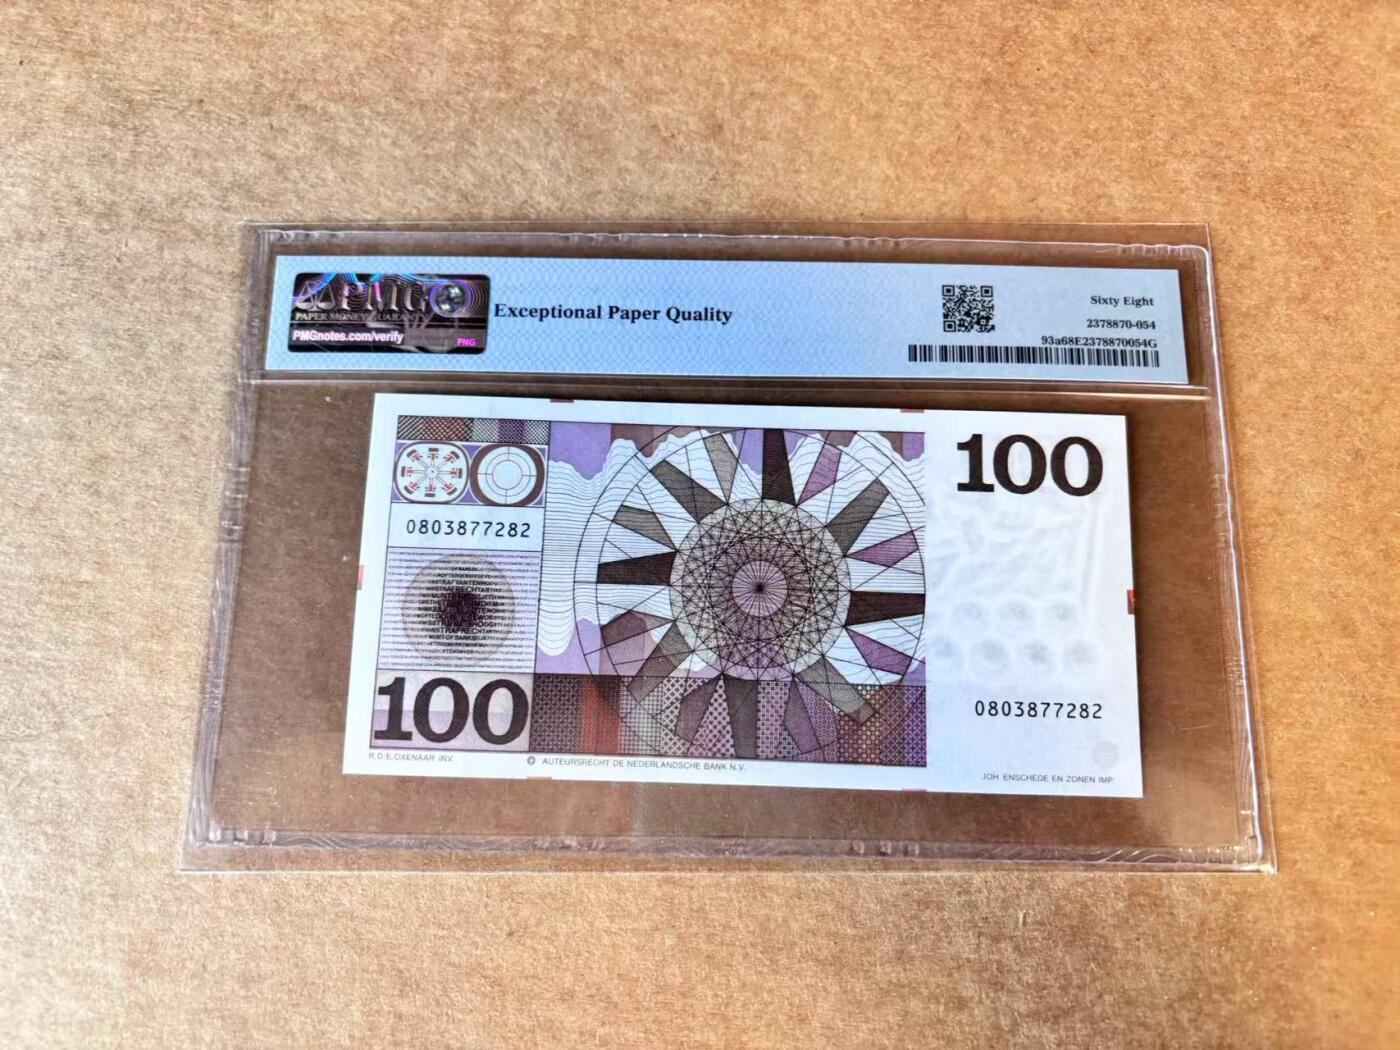 PMG
PAPER MONEY GUARANTY
PMGnotes.com/verify
PNG
Exceptional Paper Quality
Sixty Eight
2378870-054
93a68E2378870054G
100
0803877282
100
0803877282
R.D.E.OXENAAR INV.
© AUTEURSRECHT DE NEDERLANDSCHE BANK N.V.
JOH. ENSCHEDE EN ZONEN IMP.